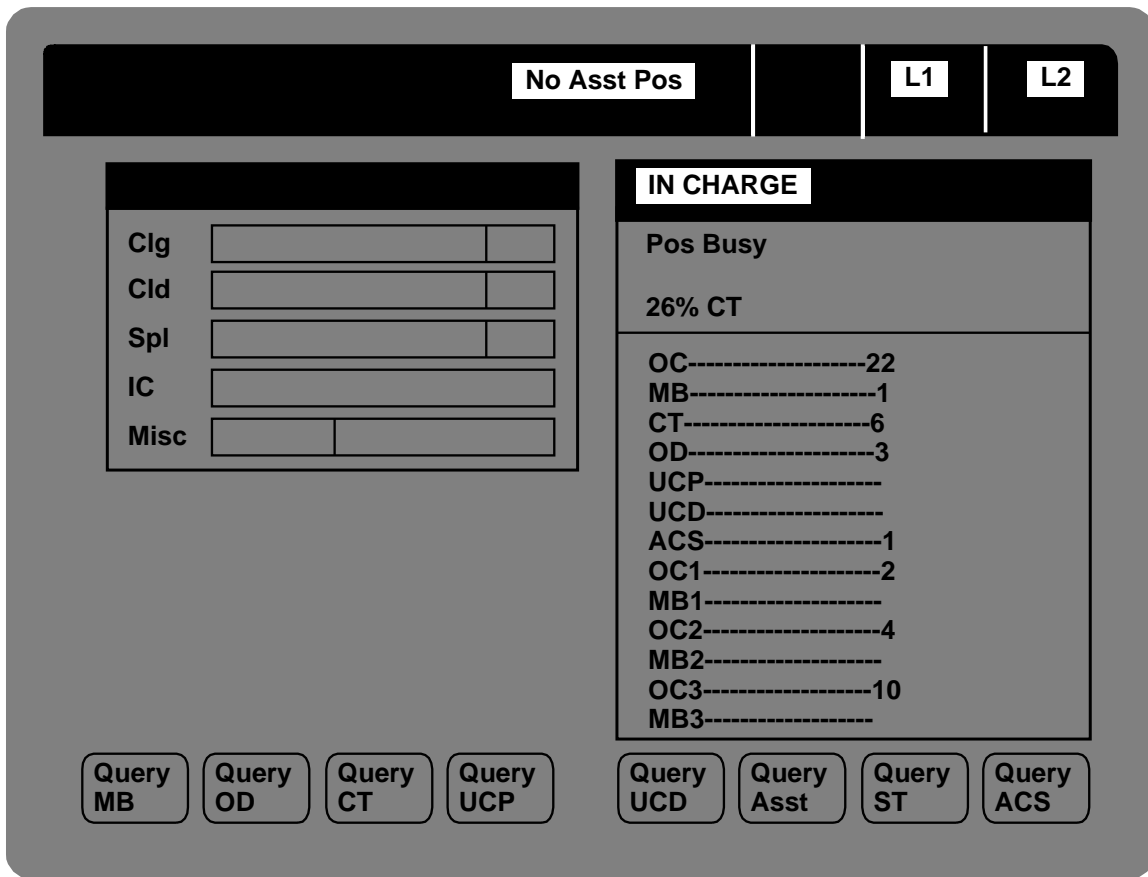 No Asst Pos L1 L2
Clg
Cld
Spl
IC
Misc
IN CHARGE
Pos Busy
26% CT
OC--------------------22
MB---------------------1
CT---------------------6
OD---------------------3
UCP--------------------
UCD--------------------
ACS--------------------1
OC1--------------------2
MB1--------------------
OC2--------------------4
MB2--------------------
OC3-------------------10
MB3-------------------
Query MB
Query OD
Query CT
Query UCP
Query UCD
Query Asst
Query ST
Query ACS